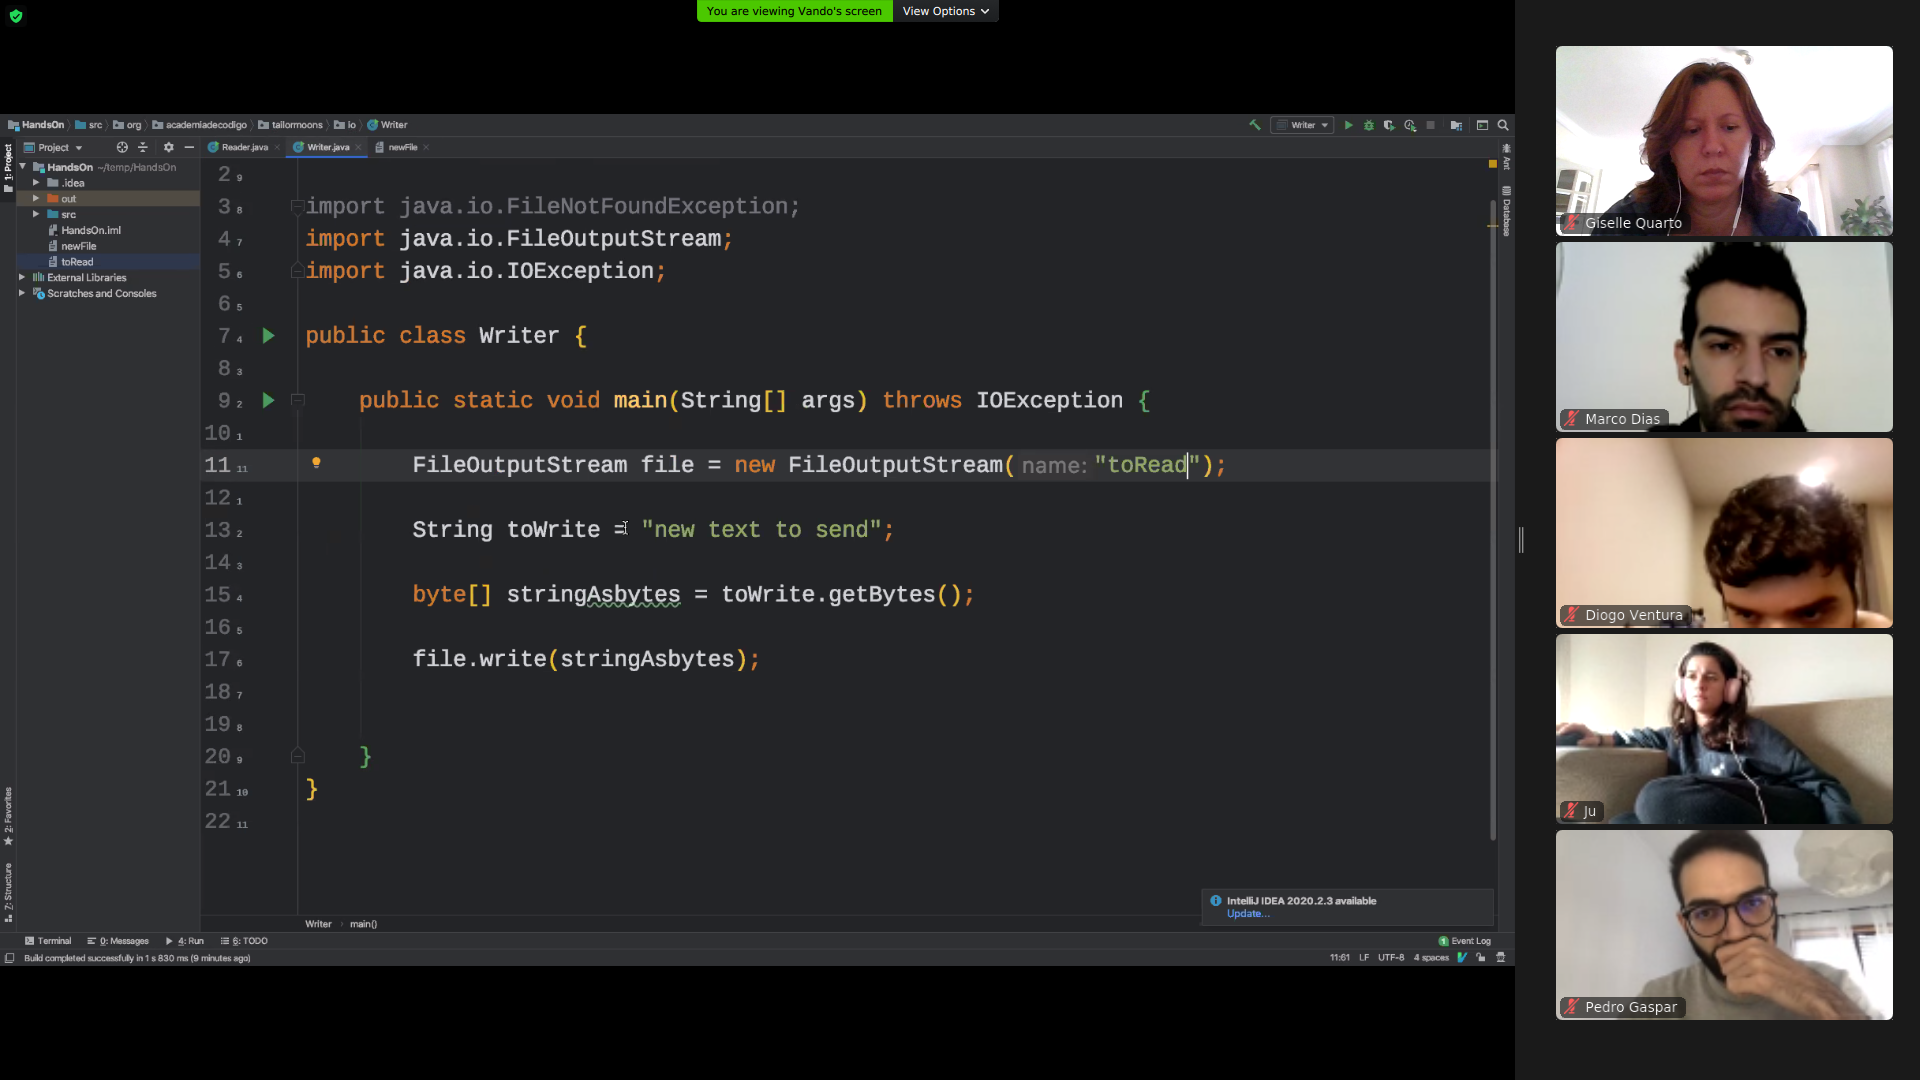 You are viewing Vando's screen View Options
HandsOn src org academiadecodigo tailormoons io Writer
Writer
Project
Reader.java Writer.java newFile
1: Project
HandsOn ~/temp/HandsOn
.idea
out
src
HandsOn.iml
newFile
toRead
External Libraries
Scratches and Consoles
2: Favorites
7: Structure
Ant
Database
2 9
3 8 import java.io.FileNotFoundException;
4 7 import java.io.FileOutputStream;
5 6 import java.io.IOException;
6 5
7 4 public class Writer {
8 3
9 2 public static void main(String[] args) throws IOException {
10 1
11 11 FileOutputStream file = new FileOutputStream( name: "toRead");
12 1
13 2 String toWrite = "new text to send";
14 3
15 4 byte[] stringAsbytes = toWrite.getBytes();
16 5
17 6 file.write(stringAsbytes);
18 7
19 8
20 9 }
21 10 }
22 11
IntelliJ IDEA 2020.2.3 available
Update...
Writer main()
Terminal 0: Messages 4: Run 6: TODO 1 Event Log
Build completed successfully in 1 s 830 ms (9 minutes ago) 11:61 LF UTF-8 4 spaces
Giselle Quarto
Marco Dias
Diogo Ventura
Ju
Pedro Gaspar